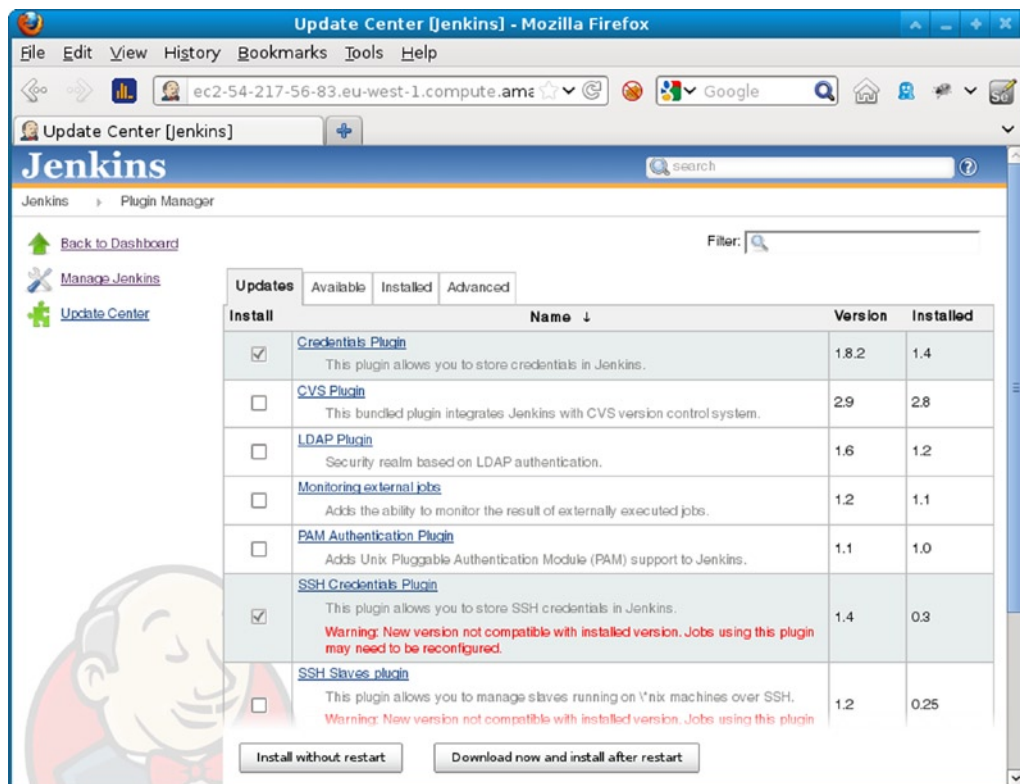 Update Center [Jenkins] - Mozilla Firefox
File Edit View History Bookmarks Tools Help
ec2-54-217-56-83.eu-west-1.compute.ama
Google
Update Center [Jenkins]
Jenkins
search
Jenkins Plugin Manager
Back to Dashboard
Manage Jenkins
Update Center
Filter:
Updates Available Installed Advanced
Install Name ↓ Version Installed
Credentials Plugin
This plugin allows you to store credentials in Jenkins.
1.8.2 1.4
CVS Plugin
This bundled plugin integrates Jenkins with CVS version control system.
2.9 2.8
LDAP Plugin
Security realm based on LDAP authentication.
1.6 1.2
Monitoring external jobs
Adds the ability to monitor the result of externally executed jobs.
1.2 1.1
PAM Authentication Plugin
Adds Unix Pluggable Authentication Module (PAM) support to Jenkins.
1.1 1.0
SSH Credentials Plugin
This plugin allows you to store SSH credentials in Jenkins.
Warning: New version not compatible with installed version. Jobs using this plugin
may need to be reconfigured.
1.4 0.3
SSH Slaves plugin
This plugin allows you to manage slaves running on \*nix machines over SSH.
Warning: New version not compatible with installed version. Jobs using this plugin
1.2 0.25
Install without restart Download now and install after restart